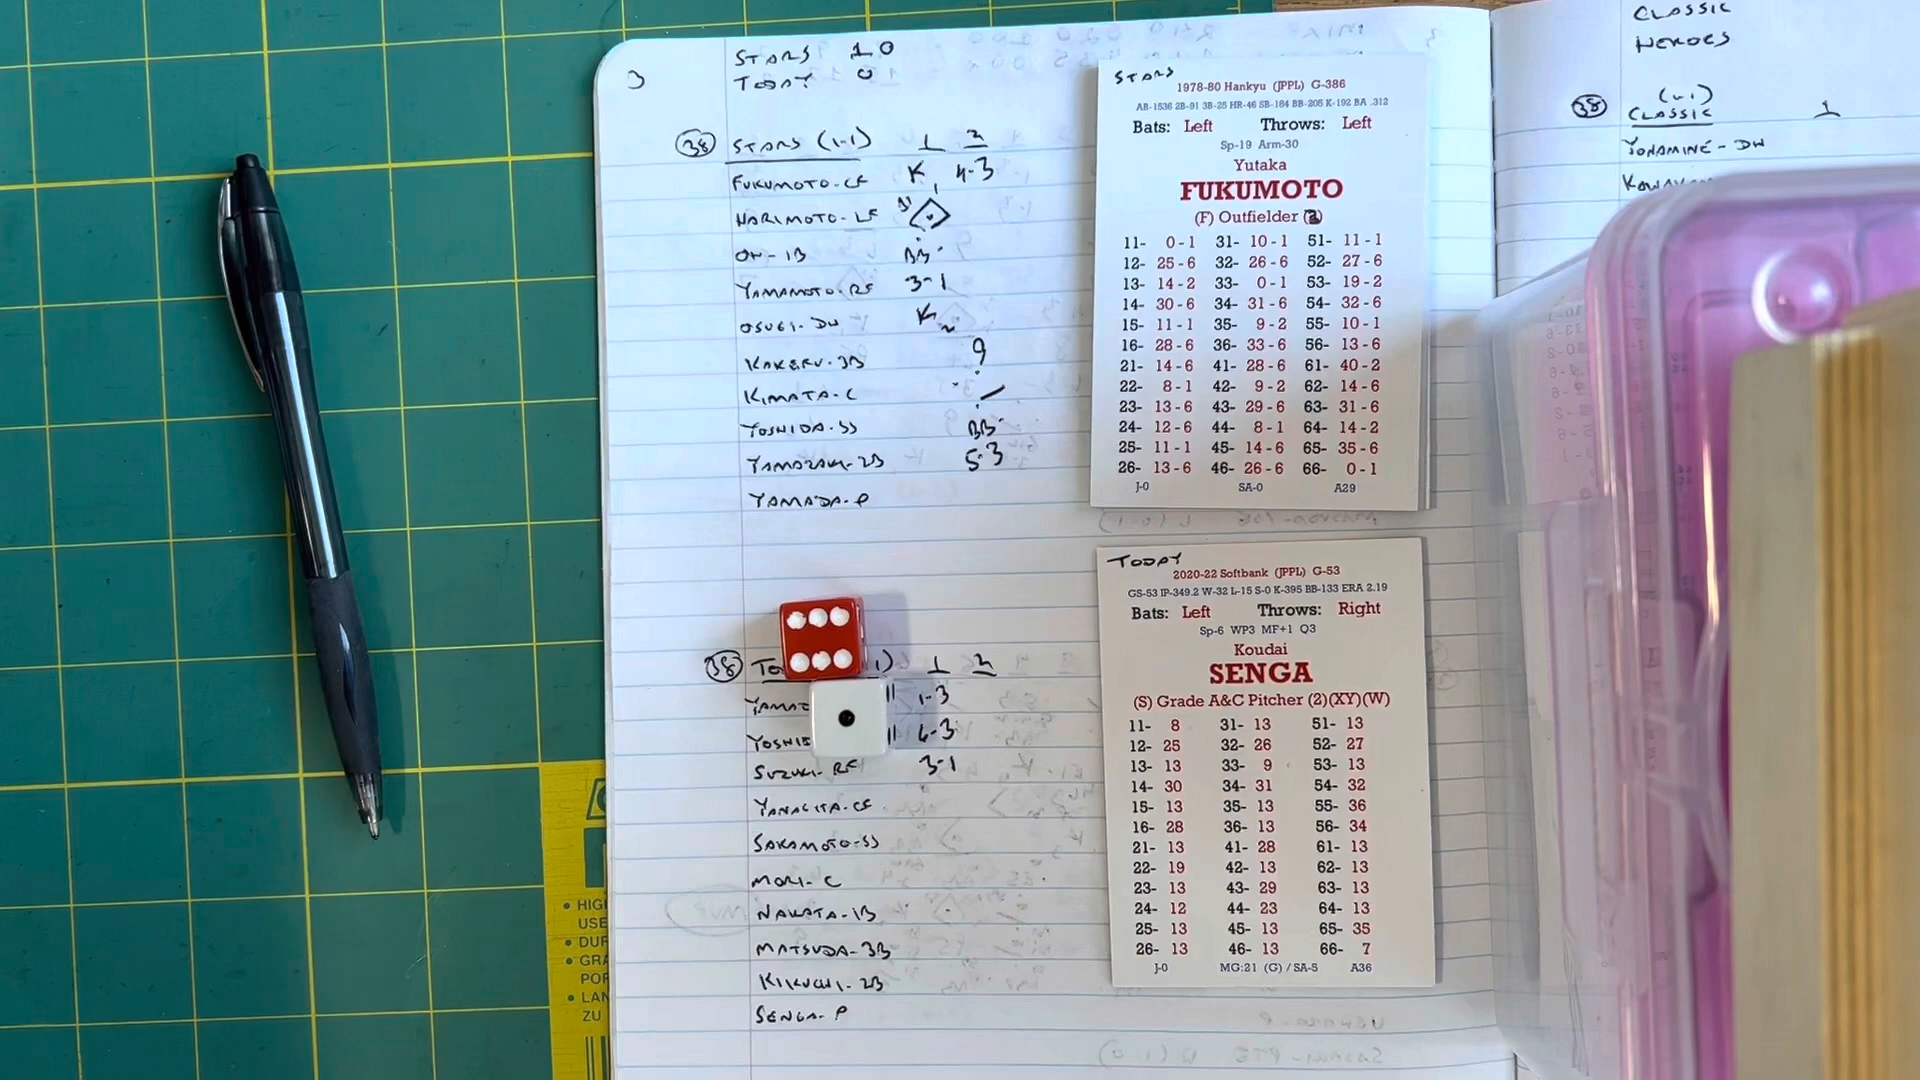 3
STARS 1 0
TODAY 0
38 STARS (1-1) 1 2
FUKUMOTO-CF K 4-3
HARIMOTO-LF
OH-1B BB
YAMAMOTO-RF 3-1
OSUGI-DH K
KAKEFU-3B 9
KIMATA-C
YOSHIDA-SS BB
YAMAZAKI-2B 5-3
YAMADA-P
38 1 2
1-3
6-3
SUZUKI-RF 3-1
YANAGITA-CF
SAKAMOTO-SS
MORI-C
NAKATA-1B
MATSUDA-3B
KIKUCHI-2B
SENGA-P
STARS
1978-80 Hankyu (JPPL) G-386
AB-1536 2B-91 3B-25 HR-46 SB-184 BB-205 K-192 BA .312
Bats: Left Throws: Left
Sp-19 Arm-30
Yutaka
FUKUMOTO
(F) Outfielder (3)
11- 0-1 31- 10-1 51- 11-1
12- 25-6 32- 26-6 52- 27-6
13- 14-2 33- 0-1 53- 19-2
14- 30-6 34- 31-6 54- 32-6
15- 11-1 35- 9-2 55- 10-1
16- 28-6 36- 33-6 56- 13-6
21- 14-6 41- 28-6 61- 40-2
22- 8-1 42- 9-2 62- 14-6
23- 13-6 43- 29-6 63- 31-6
24- 12-6 44- 8-1 64- 14-2
25- 11-1 45- 14-6 65- 35-6
26- 13-6 46- 26-6 66- 0-1
J-0 SA-0 A29
TODAY
2020-22 Softbank (JPPL) G-53
GS-53 IP-349.2 W-32 L-15 S-0 K-395 BB-133 ERA 2.19
Bats: Left Throws: Right
Sp-6 WP3 MF+1 Q3
Koudai
SENGA
(S) Grade A&C Pitcher (2)(XY)(W)
11- 8 31- 13 51- 13
12- 25 32- 26 52- 27
13- 13 33- 9 53- 13
14- 30 34- 31 54- 32
15- 13 35- 13 55- 36
16- 28 36- 13 56- 34
21- 13 41- 28 61- 13
22- 19 42- 13 62- 13
23- 13 43- 29 63- 13
24- 12 44- 23 64- 13
25- 13 45- 13 65- 35
26- 13 46- 13 66- 7
J-0 MG:21 (G) / SA-5 A36
CLASSIC
HEROES
38 CLASSIC 1
YONAMINE-DH